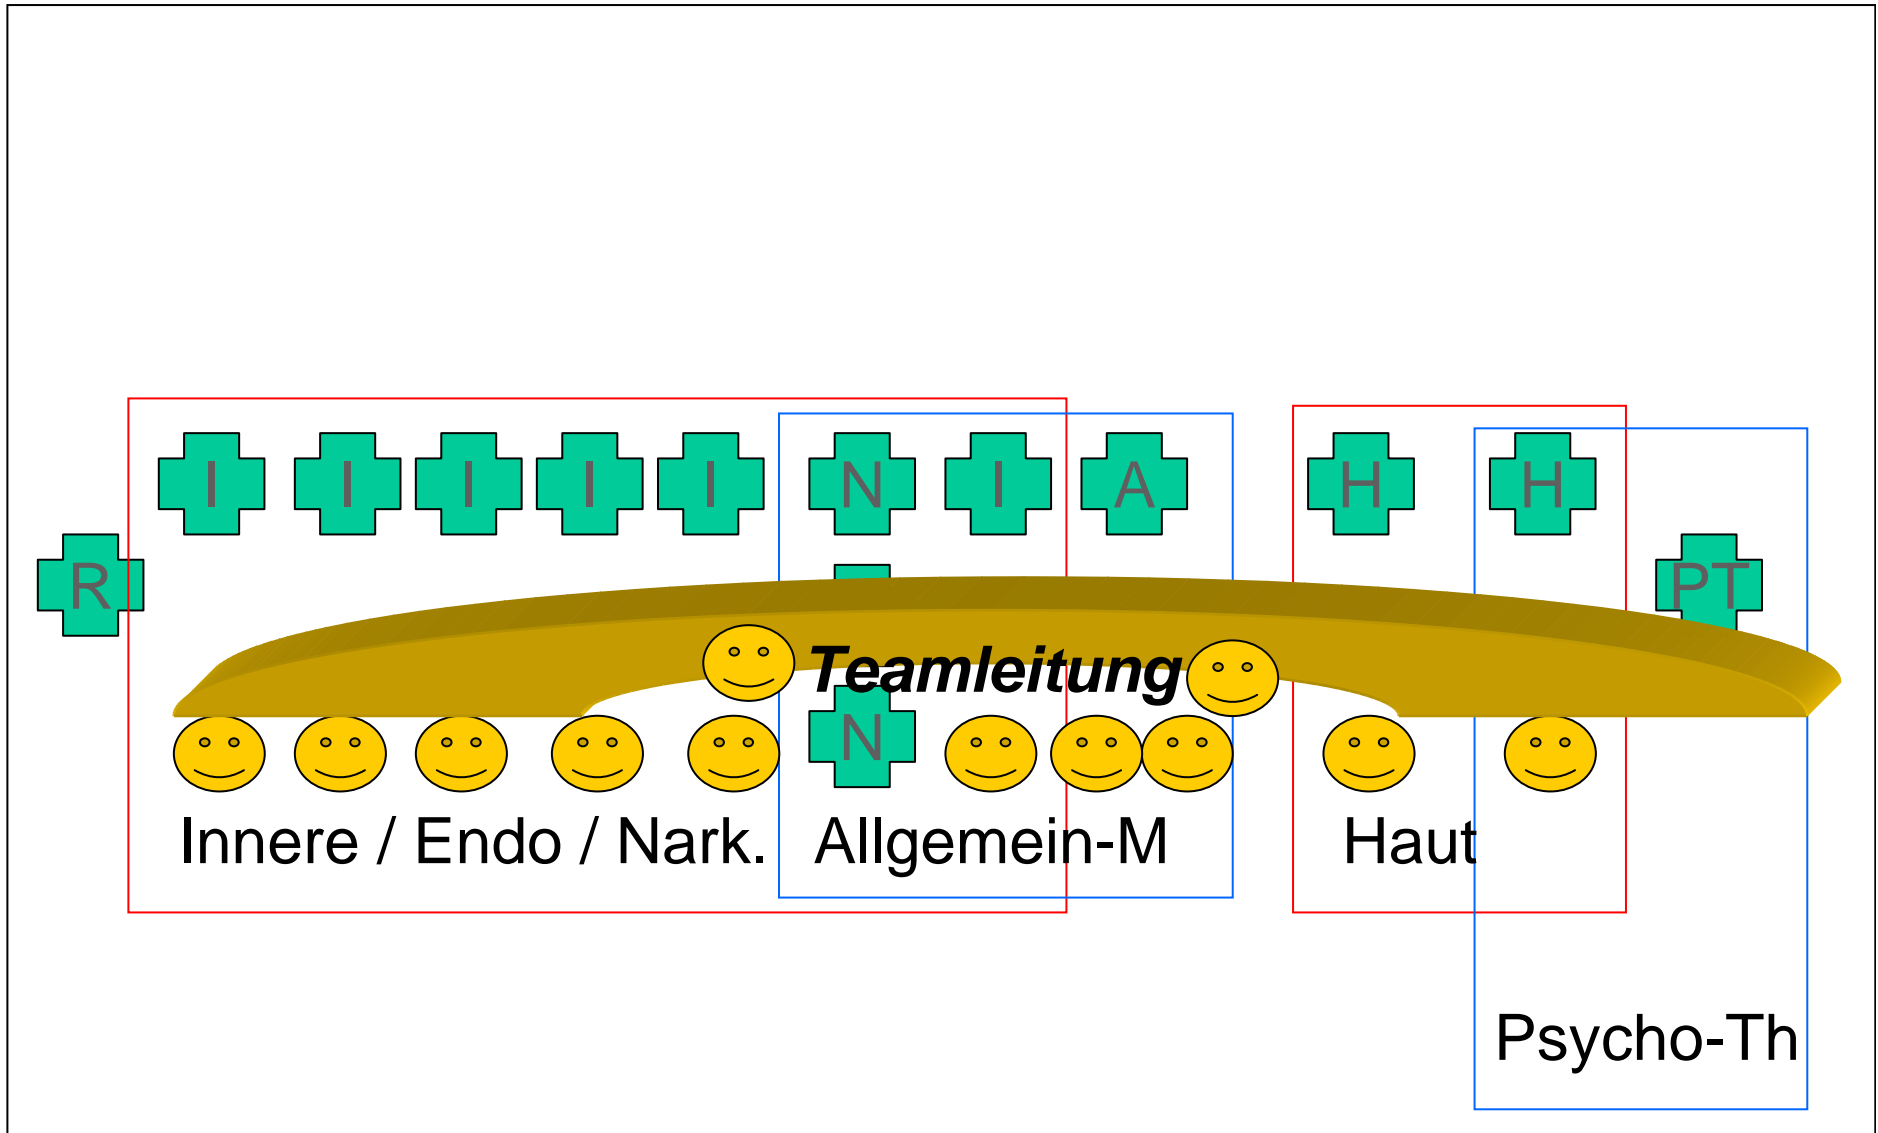 I I I I I N I A H H
R PT
Teamleitung
N
Innere / Endo / Nark. Allgemein-M Haut
Psycho-Th